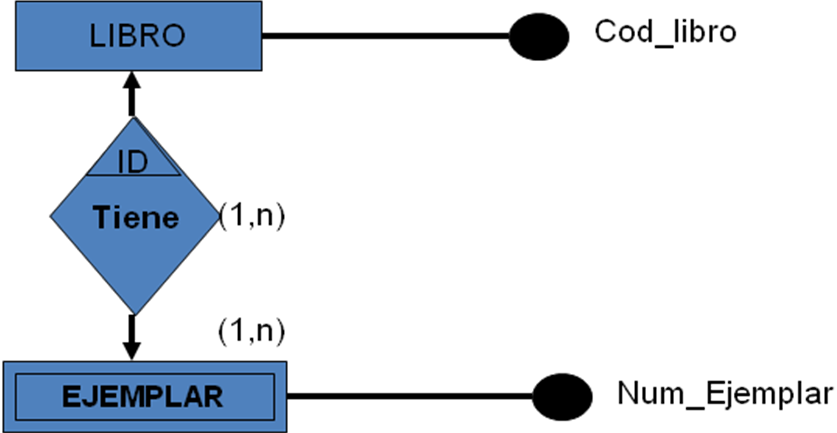 LIBRO
Cod_libro
ID
Tiene
(1,n)
(1,n)
EJEMPLAR
Num_Ejemplar